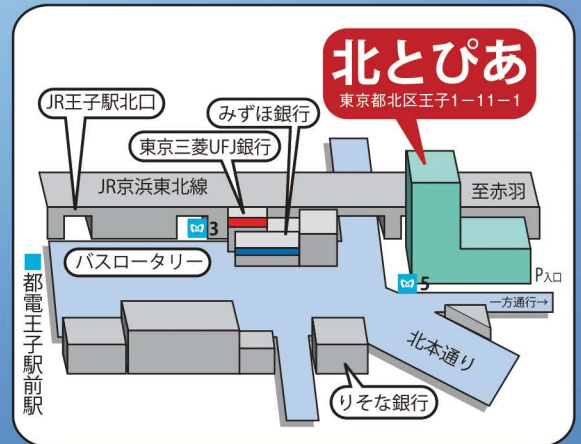 北とぴあ
東京都北区王子1−11−1
みずほ銀行
JR王子駅北口
東京三菱UFJ銀行
JR京浜東北線
至赤羽
3
バスロータリー
5
P入口
一方通行→
都電王子駅前駅
北本通り
りそな銀行